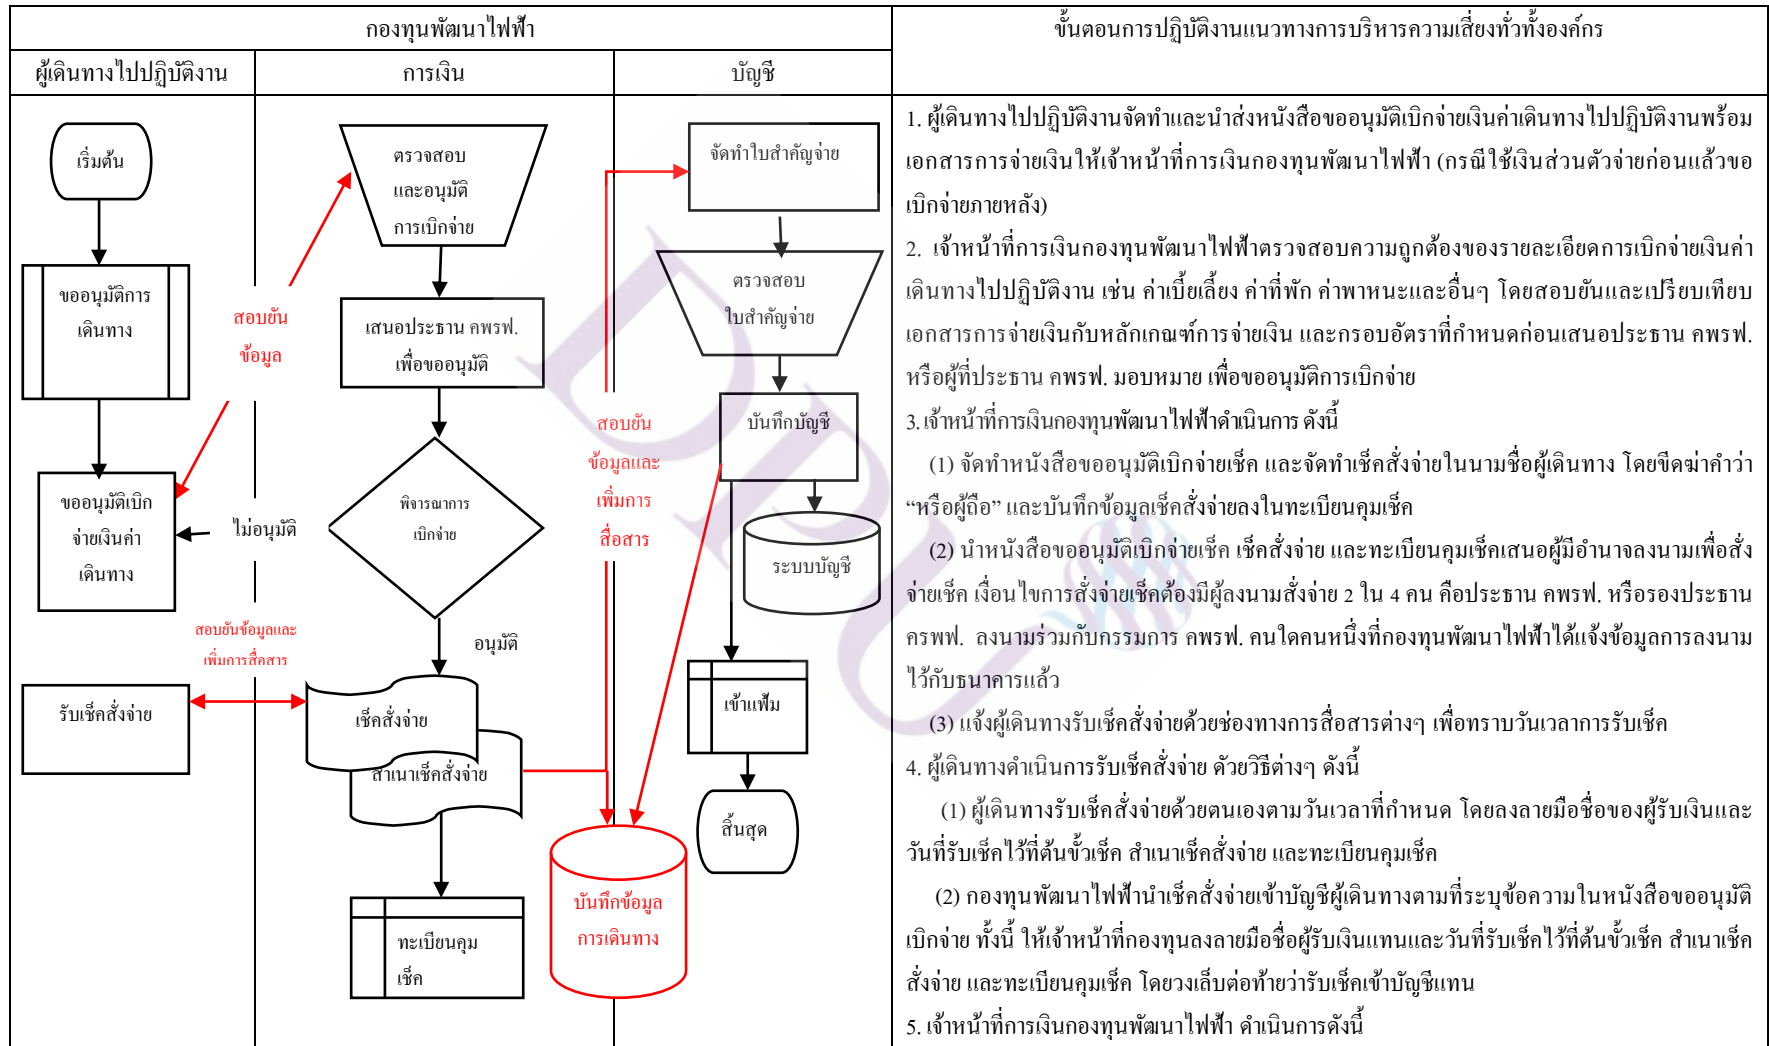 กองทุนพัฒนาไฟฟ้า
ขั้นตอนการปฏิบัติงานแนวทางการบริหารความเสี่ยงทั่วทั้งองค์กร
ผู้เดินทางไปปฏิบัติงาน
การเงิน
บัญชี
เริ่มต้น
ขออนุมัติการ
เดินทาง
ขออนุมัติเบิก
จ่ายเงินค่า
เดินทาง
รับเช็คสั่งจ่าย
สอบยัน
ข้อมูล
ไม่อนุมัติ
สอบยันข้อมูลและ
เพิ่มการสื่อสาร
ตรวจสอบ
และอนุมัติ
การเบิกจ่าย
เสนอประธาน คพรฟ.
เพื่อขออนุมัติ
พิจารณาการ
เบิกจ่าย
อนุมัติ
เช็คสั่งจ่าย
สำเนาเช็คสั่งจ่าย
ทะเบียนคุม
เช็ค
สอบยัน
ข้อมูลและ
เพิ่มการ
สื่อสาร
บันทึกข้อมูล
การเดินทาง
จัดทำใบสำคัญจ่าย
ตรวจสอบ
ใบสำคัญจ่าย
บันทึกบัญชี
ระบบบัญชี
เข้าแฟ้ม
สิ้นสุด
1. ผู้เดินทางไปปฏิบัติงานจัดทำและนำส่งหนังสือขออนุมัติเบิกจ่ายเงินค่าเดินทางไปปฏิบัติงานพร้อม
เอกสารการจ่ายเงินให้เจ้าหน้าที่การเงินกองทุนพัฒนาไฟฟ้า (กรณีใช้เงินส่วนตัวจ่ายก่อนแล้วขอ
เบิกจ่ายภายหลัง)
2. เจ้าหน้าที่การเงินกองทุนพัฒนาไฟฟ้าตรวจสอบความถูกต้องของรายละเอียดการเบิกจ่ายเงินค่า
เดินทางไปปฏิบัติงาน เช่น ค่าเบี้ยเลี้ยง ค่าที่พัก ค่าพาหนะและอื่นๆ โดยสอบยันและเปรียบเทียบ
เอกสารการจ่ายเงินกับหลักเกณฑ์การจ่ายเงิน และกรอบอัตราที่กำหนดก่อนเสนอประธาน คพรฟ.
หรือผู้ที่ประธาน คพรฟ. มอบหมาย เพื่อขออนุมัติการเบิกจ่าย
3. เจ้าหน้าที่การเงินกองทุนพัฒนาไฟฟ้าดำเนินการ ดังนี้
(1) จัดทำหนังสือขออนุมัติเบิกจ่ายเช็ค และจัดทำเช็คสั่งจ่ายในนามชื่อผู้เดินทาง โดยขีดฆ่าคำว่า
“หรือผู้ถือ” และบันทึกข้อมูลเช็คสั่งจ่ายลงในทะเบียนคุมเช็ค
(2) นำหนังสือขออนุมัติเบิกจ่ายเช็ค เช็คสั่งจ่าย และทะเบียนคุมเช็คเสนอผู้มีอำนาจลงนามเพื่อสั่ง
จ่ายเช็ค เงื่อนไขการสั่งจ่ายเช็คต้องมีผู้ลงนามสั่งจ่าย 2 ใน 4 คน คือประธาน คพรฟ. หรือรองประธาน
ครพฟ. ลงนามร่วมกับกรรมการ คพรฟ. คนใดคนหนึ่งที่กองทุนพัฒนาไฟฟ้าได้แจ้งข้อมูลการลงนาม
ไว้กับธนาคารแล้ว
(3) แจ้งผู้เดินทางรับเช็คสั่งจ่ายด้วยช่องทางการสื่อสารต่างๆ เพื่อทราบวันเวลาการรับเช็ค
4. ผู้เดินทางดำเนินการรับเช็คสั่งจ่าย ด้วยวิธีต่างๆ ดังนี้
(1) ผู้เดินทางรับเช็คสั่งจ่ายด้วยตนเองตามวันเวลาที่กำหนด โดยลงลายมือชื่อของผู้รับเงินและ
วันที่รับเช็คไว้ที่ต้นขั้วเช็ค สำเนาเช็คสั่งจ่าย และทะเบียนคุมเช็ค
(2) กองทุนพัฒนาไฟฟ้านำเช็คสั่งจ่ายเข้าบัญชีผู้เดินทางตามที่ระบุข้อความในหนังสือขออนุมัติ
เบิกจ่าย ทั้งนี้ ให้เจ้าหน้าที่กองทุนลงลายมือชื่อผู้รับเงินแทนและวันที่รับเช็คไว้ที่ต้นขั้วเช็ค สำเนาเช็ค
สั่งจ่าย และทะเบียนคุมเช็ค โดยวงเล็บต่อท้ายว่ารับเช็คเข้าบัญชีแทน
5. เจ้าหน้าที่การเงินกองทุนพัฒนาไฟฟ้า ดำเนินการดังนี้
DPU